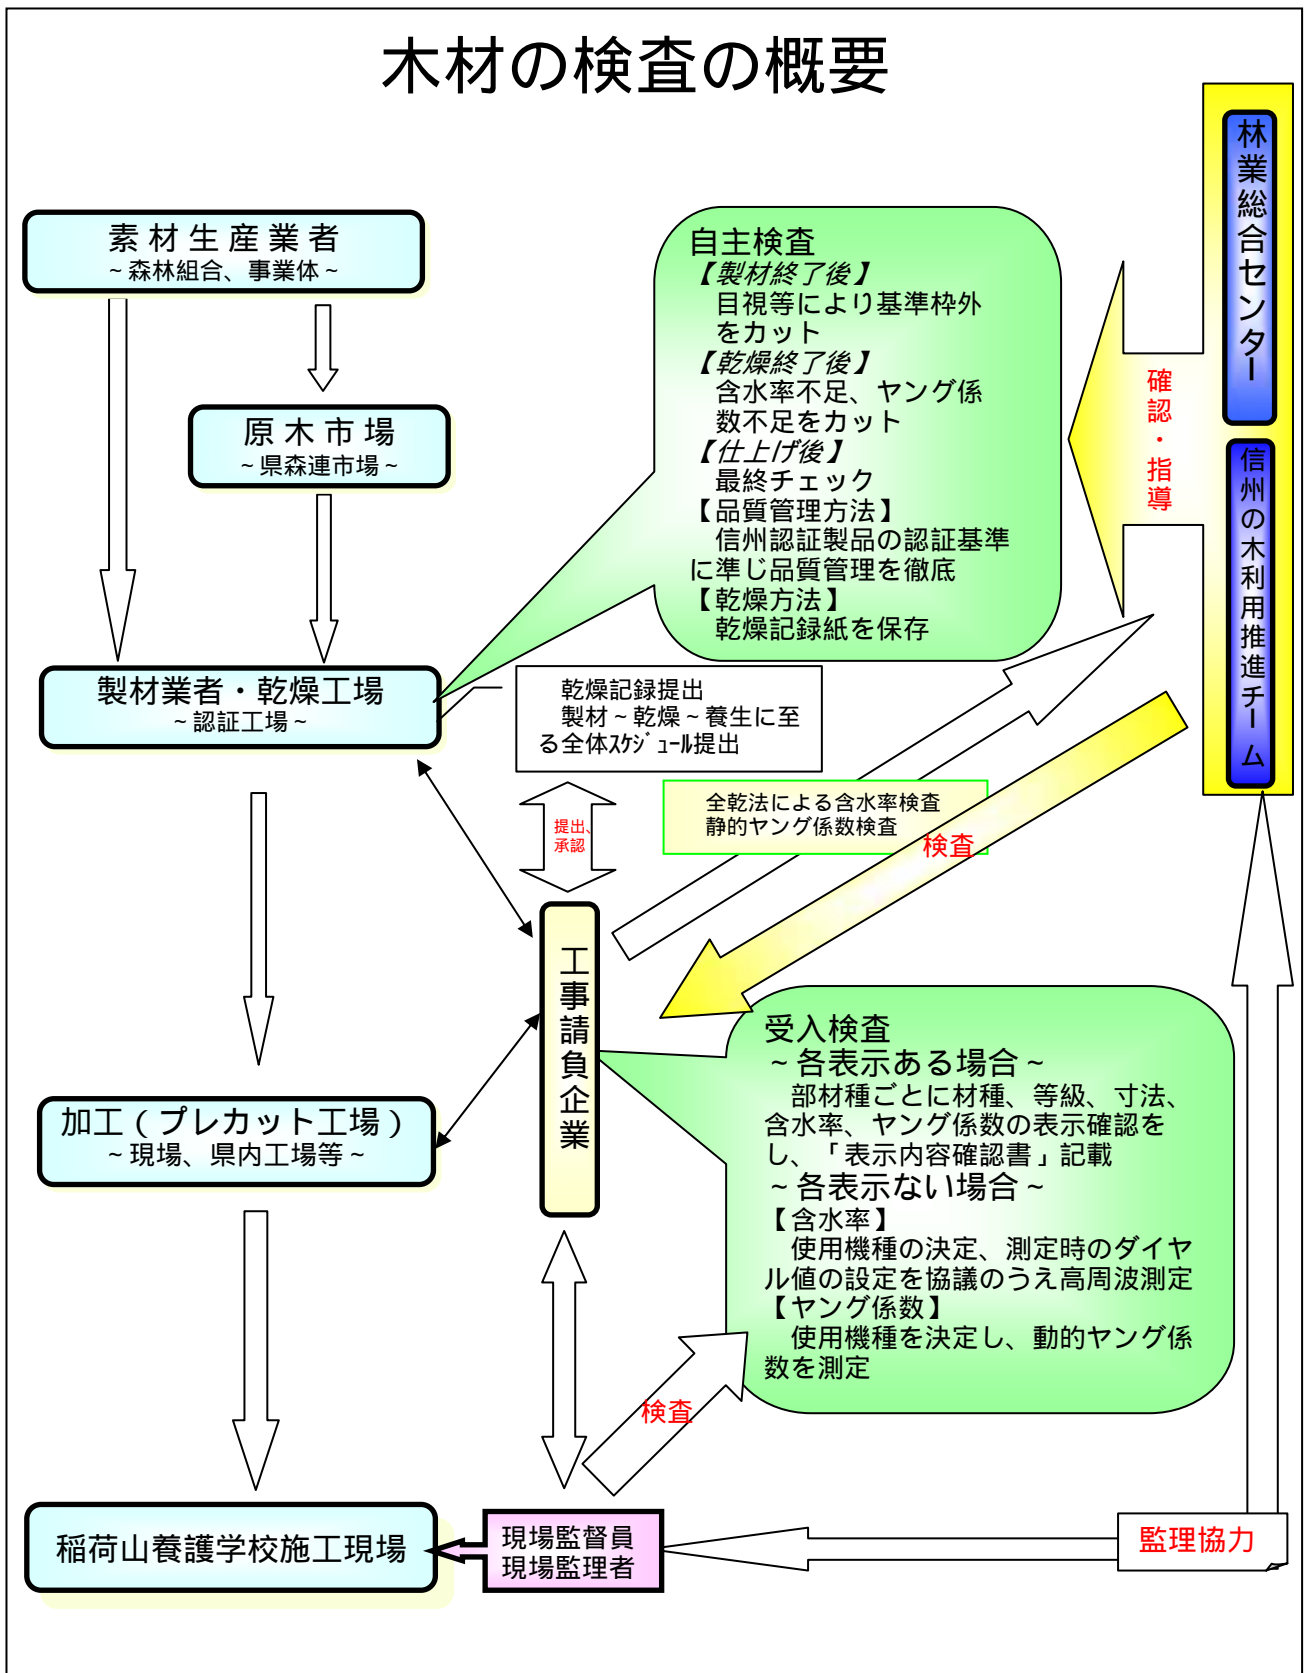 木材の検査の概要
林業総合センター
信州の木利用推進チーム
素材生産業者
~森林組合、事業体~
原木市場
~県森連市場~
製材業者・乾燥工場
~認証工場~
自主検査
【製材終了後】
目視等により基準枠外
をカット
【乾燥終了後】
含水率不足、ヤング係
数不足をカット
【仕上げ後】
最終チェック
【品質管理方法】
信州認証製品の認証基準
に準じ品質管理を徹底
【乾燥方法】
乾燥記録紙を保存
確認・指導
乾燥記録提出
製材~乾燥~養生に至
る全体ｽｹｼﾞｭｰﾙ提出
提出、
承認
全乾法による含水率検査
静的ヤング係数検査
検査
工事請負企業
加工(プレカット工場)
~現場、県内工場等~
受入検査
~各表示ある場合~
部材種ごとに材種、等級、寸法、
含水率、ヤング係数の表示確認を
し、「表示内容確認書」記載
~各表示ない場合~
【含水率】
使用機種の決定、測定時のダイヤ
ル値の設定を協議のうえ高周波測定
【ヤング係数】
使用機種を決定し、動的ヤング係
数を測定
検査
稲荷山養護学校施工現場
現場監督員
現場監理者
監理協力